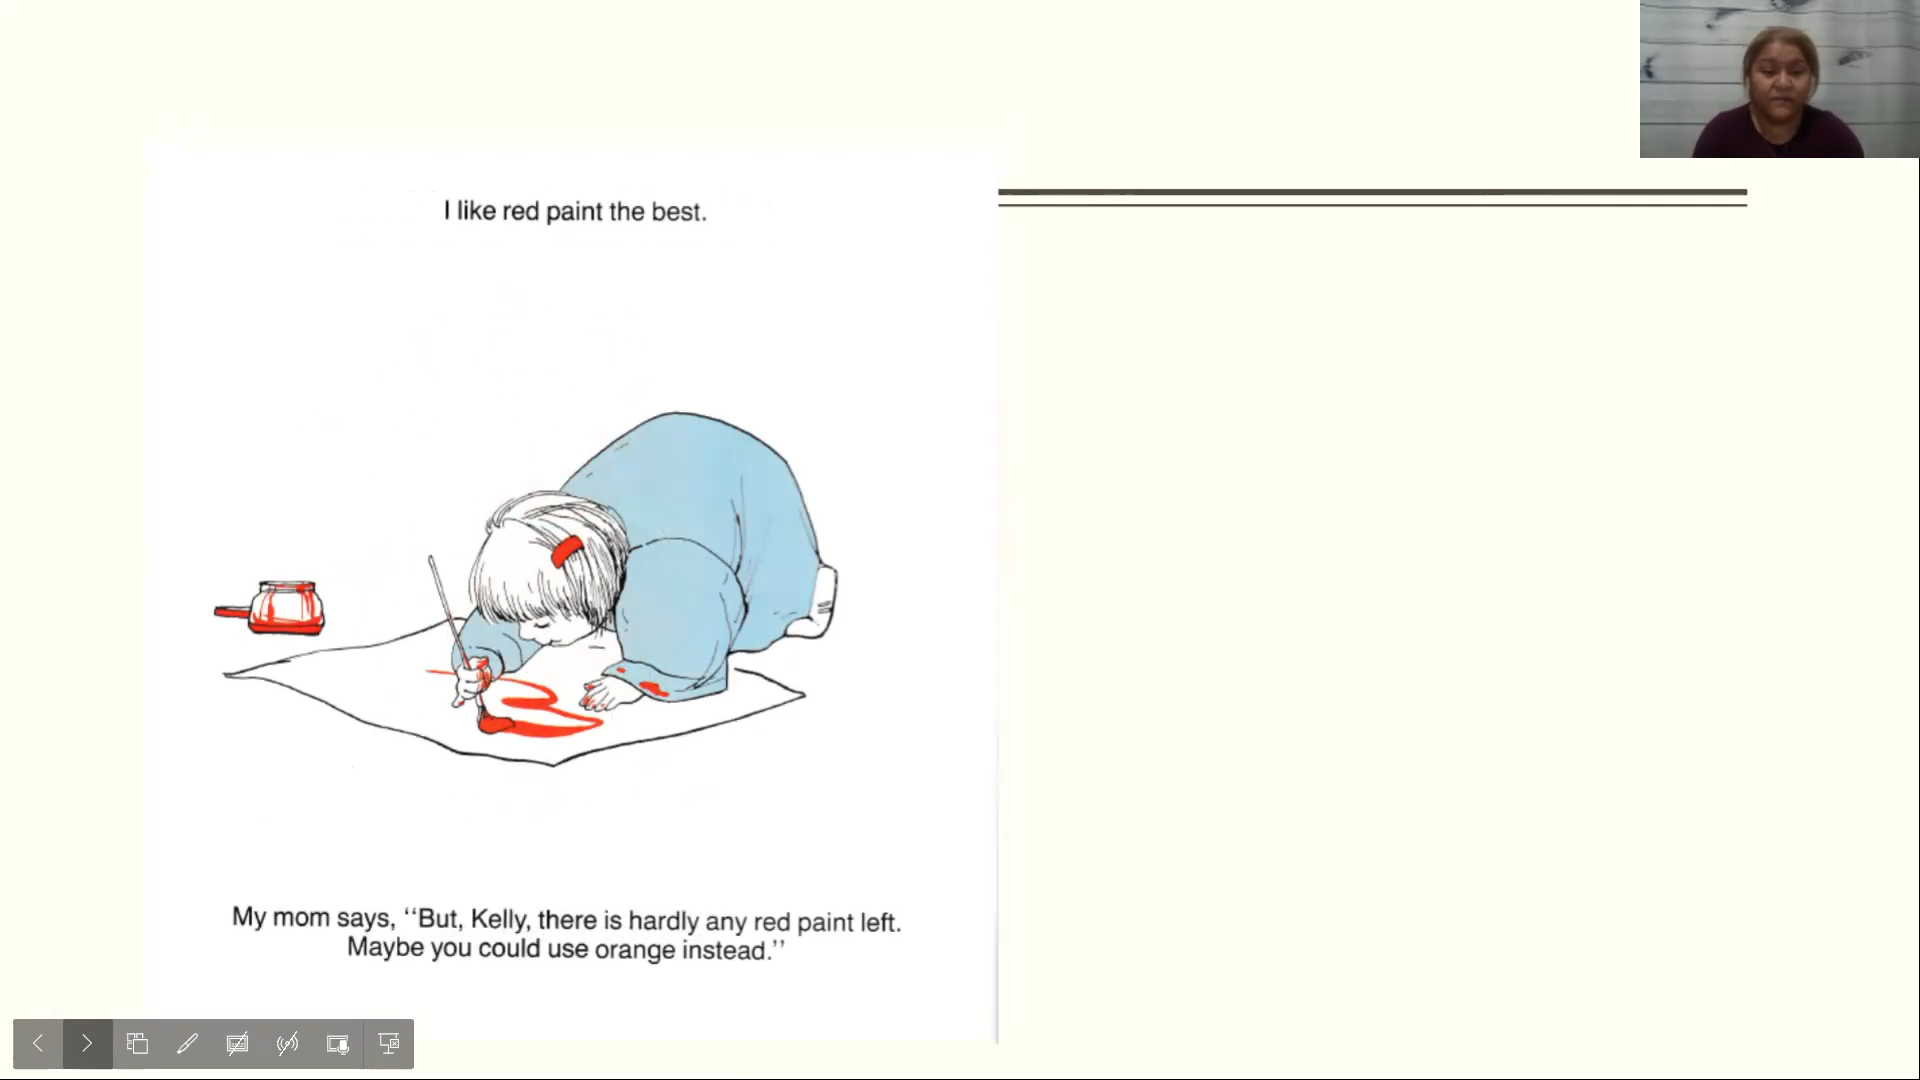 I like red paint the best.
My mom says, ‘‘But, Kelly, there is hardly any red paint left.
Maybe you could use orange instead.’’